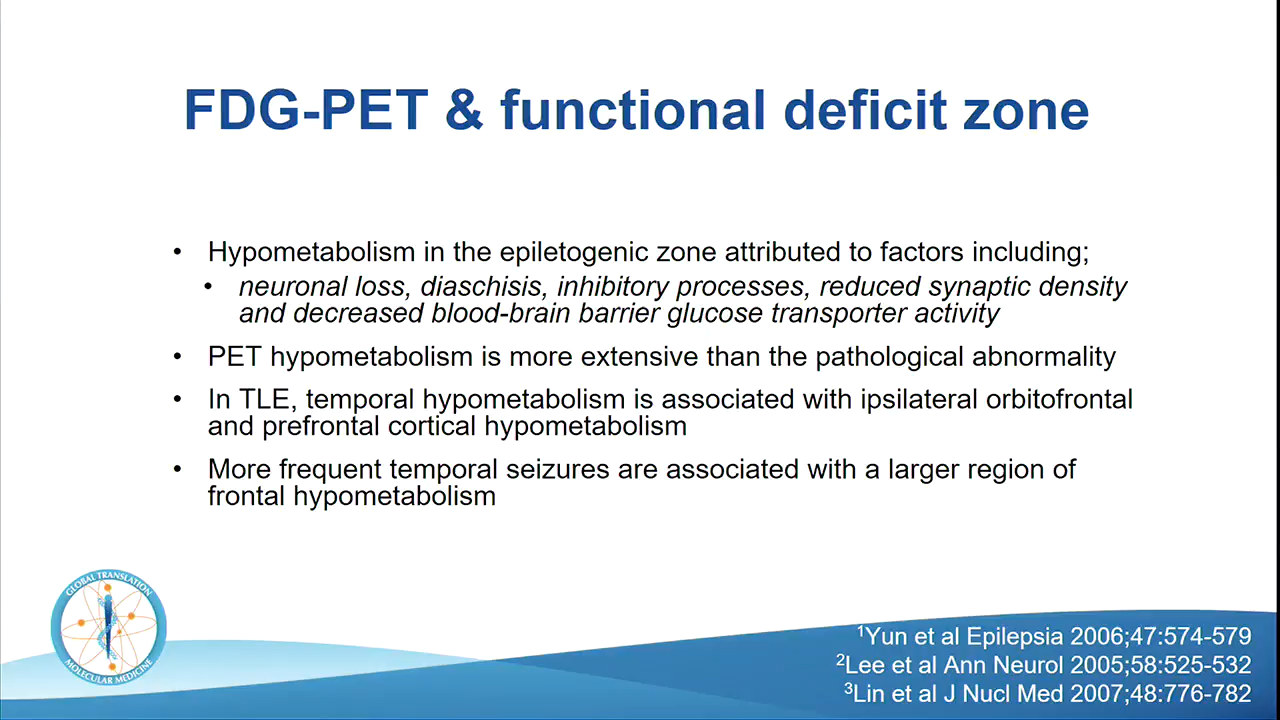 FDG-PET & functional deficit zone
• Hypometabolism in the epiletogenic zone attributed to factors including;
• neuronal loss, diaschisis, inhibitory processes, reduced synaptic density
and decreased blood-brain barrier glucose transporter activity
• PET hypometabolism is more extensive than the pathological abnormality
• In TLE, temporal hypometabolism is associated with ipsilateral orbitofrontal
and prefrontal cortical hypometabolism
• More frequent temporal seizures are associated with a larger region of
frontal hypometabolism
GLOBAL TRANSLATION
MOLECULAR MEDICINE
¹Yun et al Epilepsia 2006;47:574-579
²Lee et al Ann Neurol 2005;58:525-532
³Lin et al J Nucl Med 2007;48:776-782